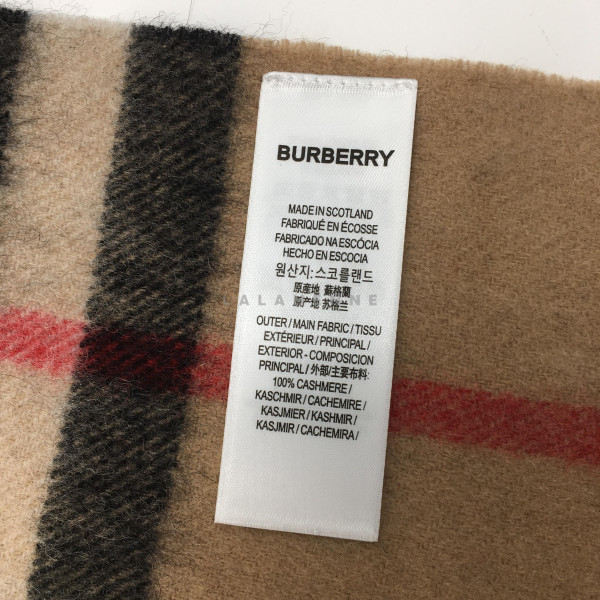 BURBERRY
MADE IN SCOTLAND
FABRIQUÉ EN ÉCOSSE
FABRICADO NA ESCÓCIA
HECHO EN ESCOCIA
원산지:스코틀랜드
原産地 蘇格蘭
原产地 苏格兰
OUTER / MAIN FABRIC / TISSU
EXTÉRIEUR / PRINCIPAL /
EXTERIOR - COMPOSICION
PRINCIPAL / 外部/主要布料:
100% CASHMERE /
KASCHMIR / CACHEMIRE /
KASJMIER / KASHMIR /
KASJMIR / CACHEMIRA /